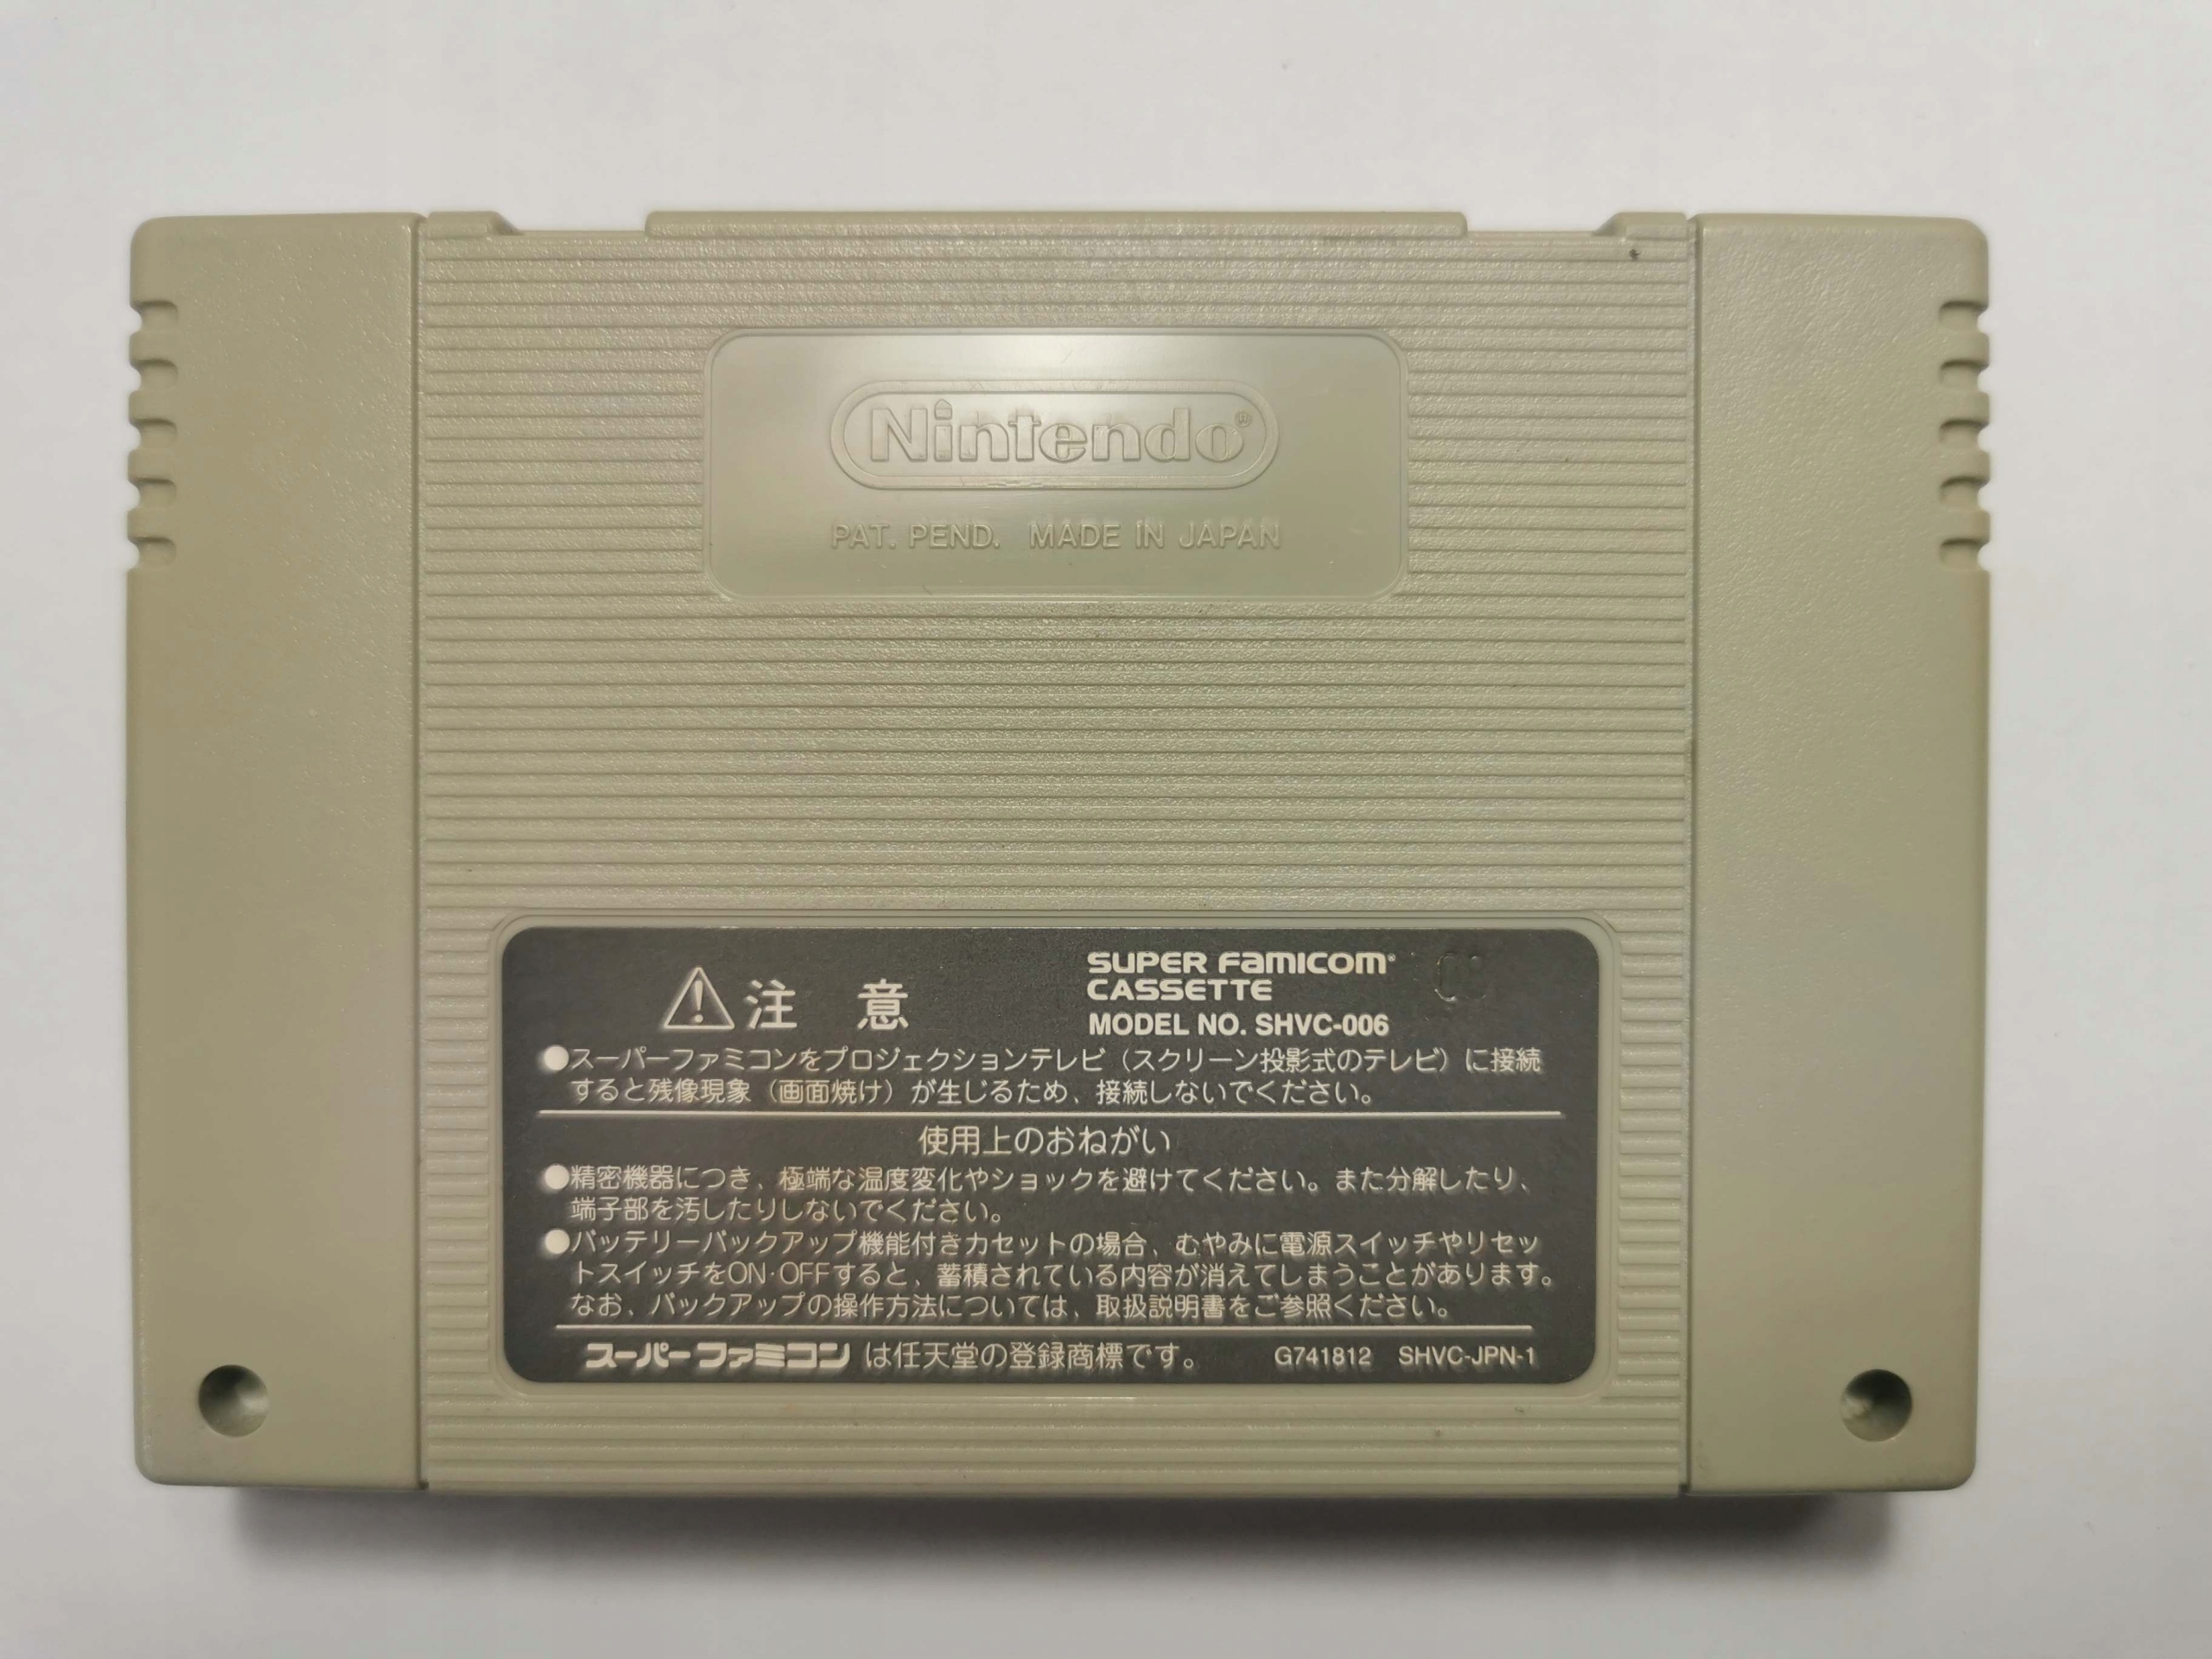 Nintendo®
PAT. PEND. MADE IN JAPAN
注 意
SUPER FAMICOM®
CASSETTE
MODEL NO. SHVC-006
●スーパーファミコンをプロジェクションテレビ（スクリーン投影式のテレビ）に接続
すると残像現象（画面焼け）が生じるため、接続しないでください。
使用上のおねがい
●精密機器につき、極端な温度変化やショックを避けてください。また分解したり、
端子部を汚したりしないでください。
●バッテリーバックアップ機能付きカセットの場合、むやみに電源スイッチやリセッ
トスイッチをON·OFFすると、蓄積されている内容が消えてしまうことがあります。
なお、バックアップの操作方法については、取扱説明書をご参照ください。
スーパーファミコン は任天堂の登録商標です。 G741812 SHVC-JPN-1